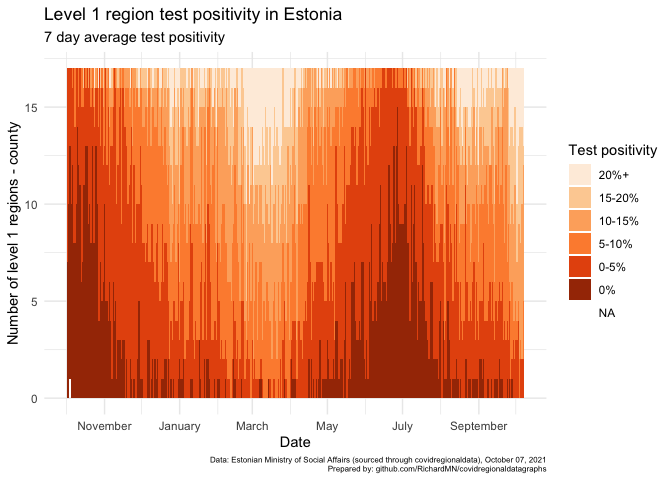 Level 1 region test positivity in Estonia
7 day average test positivity
Number of level 1 regions - county
15
10
5
0
November
January
March
May
July
September
Date
Test positivity
20%+
15-20%
10-15%
5-10%
0-5%
0%
NA
Data: Estonian Ministry of Social Affairs (sourced through covidregionaldata), October 07, 2021
Prepared by: github.com/RichardMN/covidregionaldatagraphs